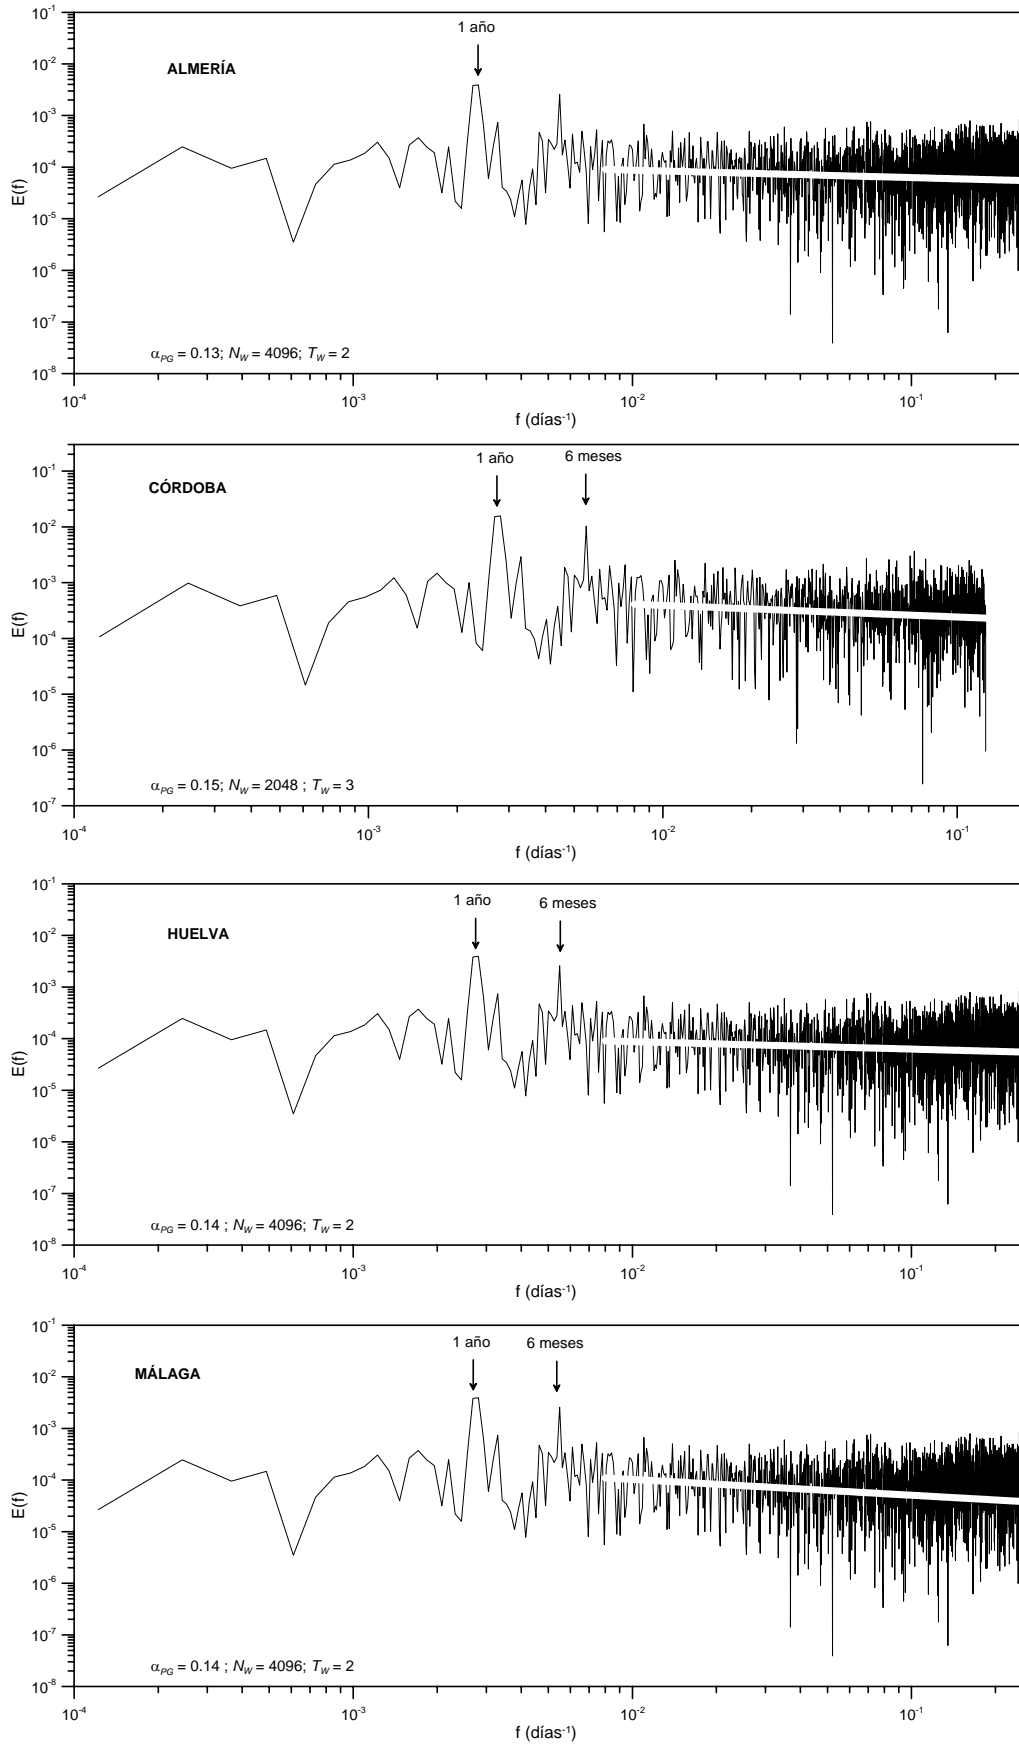 10⁻¹
10⁻²
10⁻³
10⁻⁴
10⁻⁵
10⁻⁶
10⁻⁷
10⁻⁸
E(f)
1 año
ALMERÍA
α_PG = 0.13; N_W = 4096; T_W = 2
10⁻⁴ 10⁻³ 10⁻² 10⁻¹
f (días⁻¹)
10⁻¹
10⁻²
10⁻³
10⁻⁴
10⁻⁵
10⁻⁶
10⁻⁷
E(f)
1 año 6 meses
CÓRDOBA
α_PG = 0.15; N_W = 2048 ; T_W = 3
10⁻⁴ 10⁻³ 10⁻² 10⁻¹
f (días⁻¹)
10⁻¹
10⁻²
10⁻³
10⁻⁴
10⁻⁵
10⁻⁶
10⁻⁷
10⁻⁸
E(f)
1 año 6 meses
HUELVA
α_PG = 0.14 ; N_W = 4096; T_W = 2
10⁻⁴ 10⁻³ 10⁻² 10⁻¹
f (días⁻¹)
10⁻¹
10⁻²
10⁻³
10⁻⁴
10⁻⁵
10⁻⁶
10⁻⁷
10⁻⁸
E(f)
1 año 6 meses
MÁLAGA
α_PG = 0.14 ; N_W = 4096; T_W = 2
10⁻⁴ 10⁻³ 10⁻² 10⁻¹
f (días⁻¹)